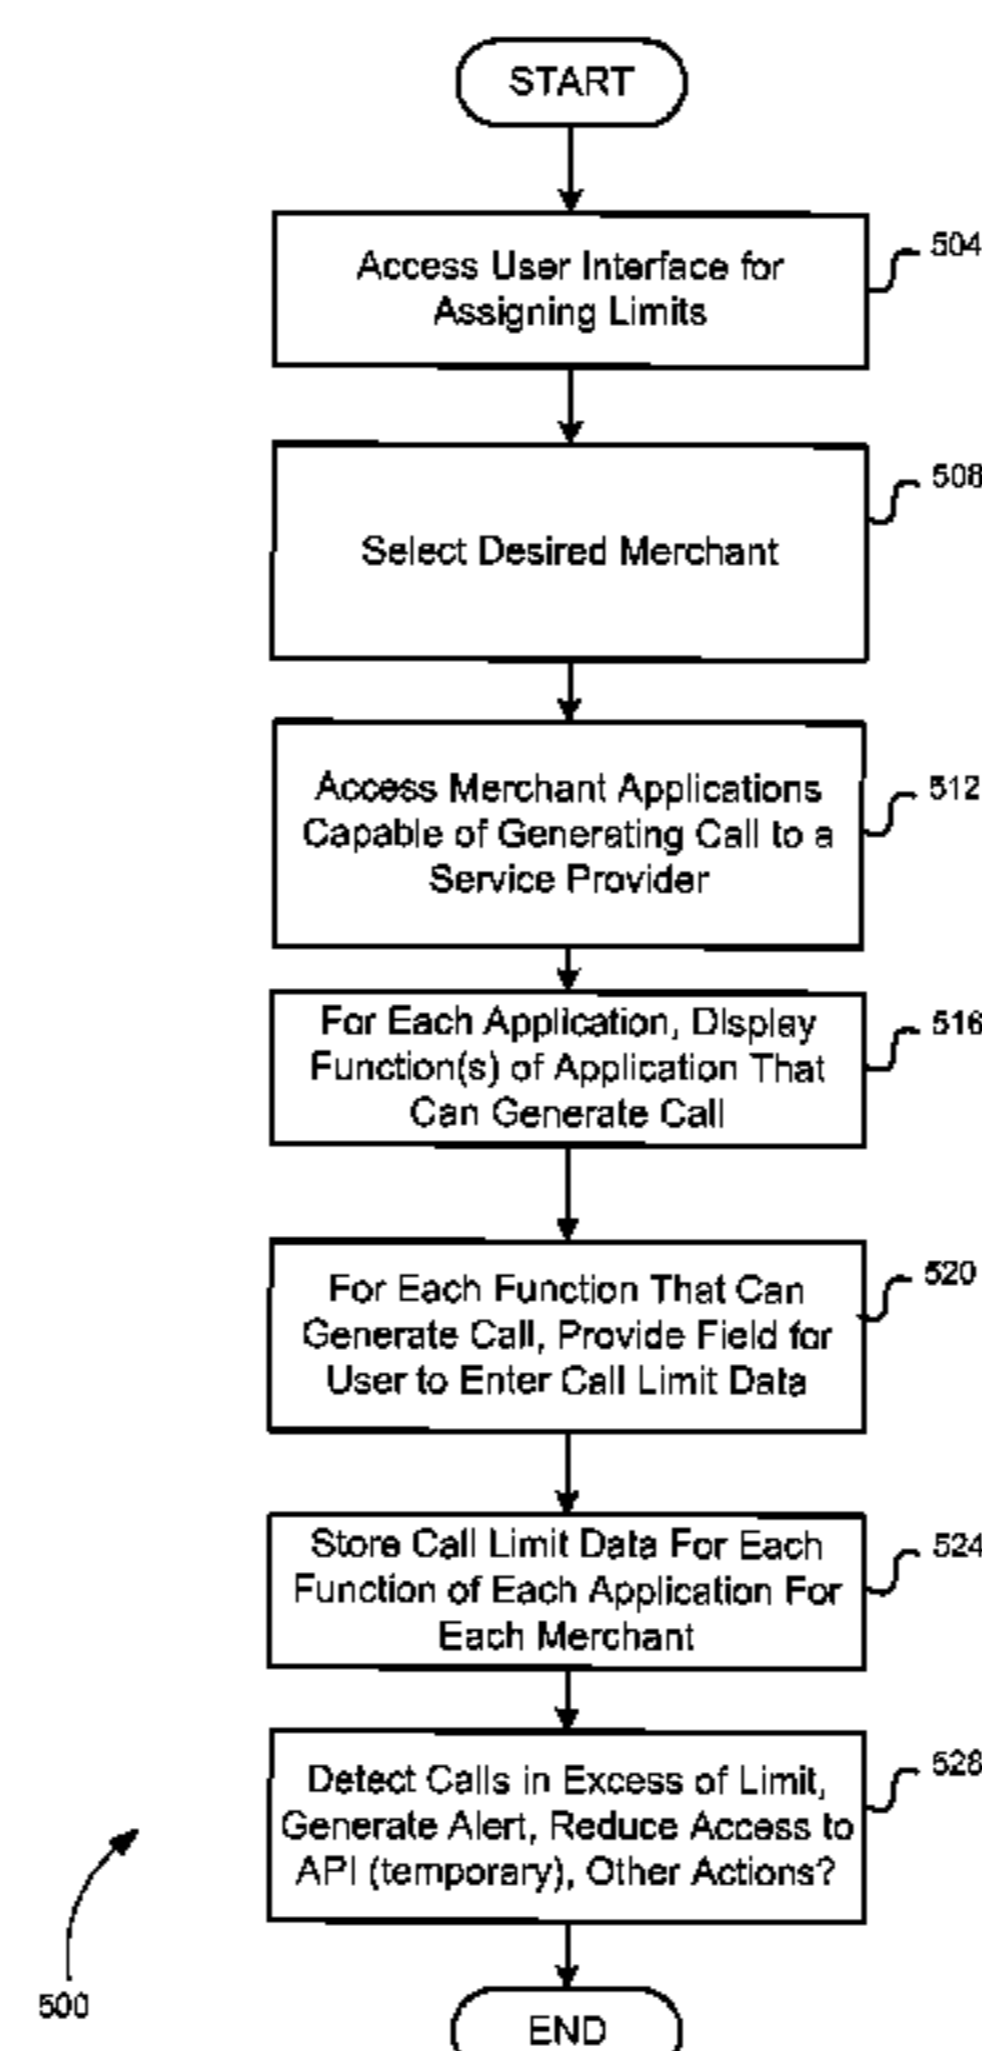 START
Access User Interface for
Assigning Limits
504
Select Desired Merchant
508
Access Merchant Applications
Capable of Generating Call to a
Service Provider
512
For Each Application, Display
Function(s) of Application That
Can Generate Call
516
For Each Function That Can
Generate Call, Provide Field for
User to Enter Call Limit Data
520
Store Call Limit Data For Each
Function of Each Application For
Each Merchant
524
Detect Calls in Excess of Limit,
Generate Alert, Reduce Access to
API (temporary), Other Actions?
528
500
END